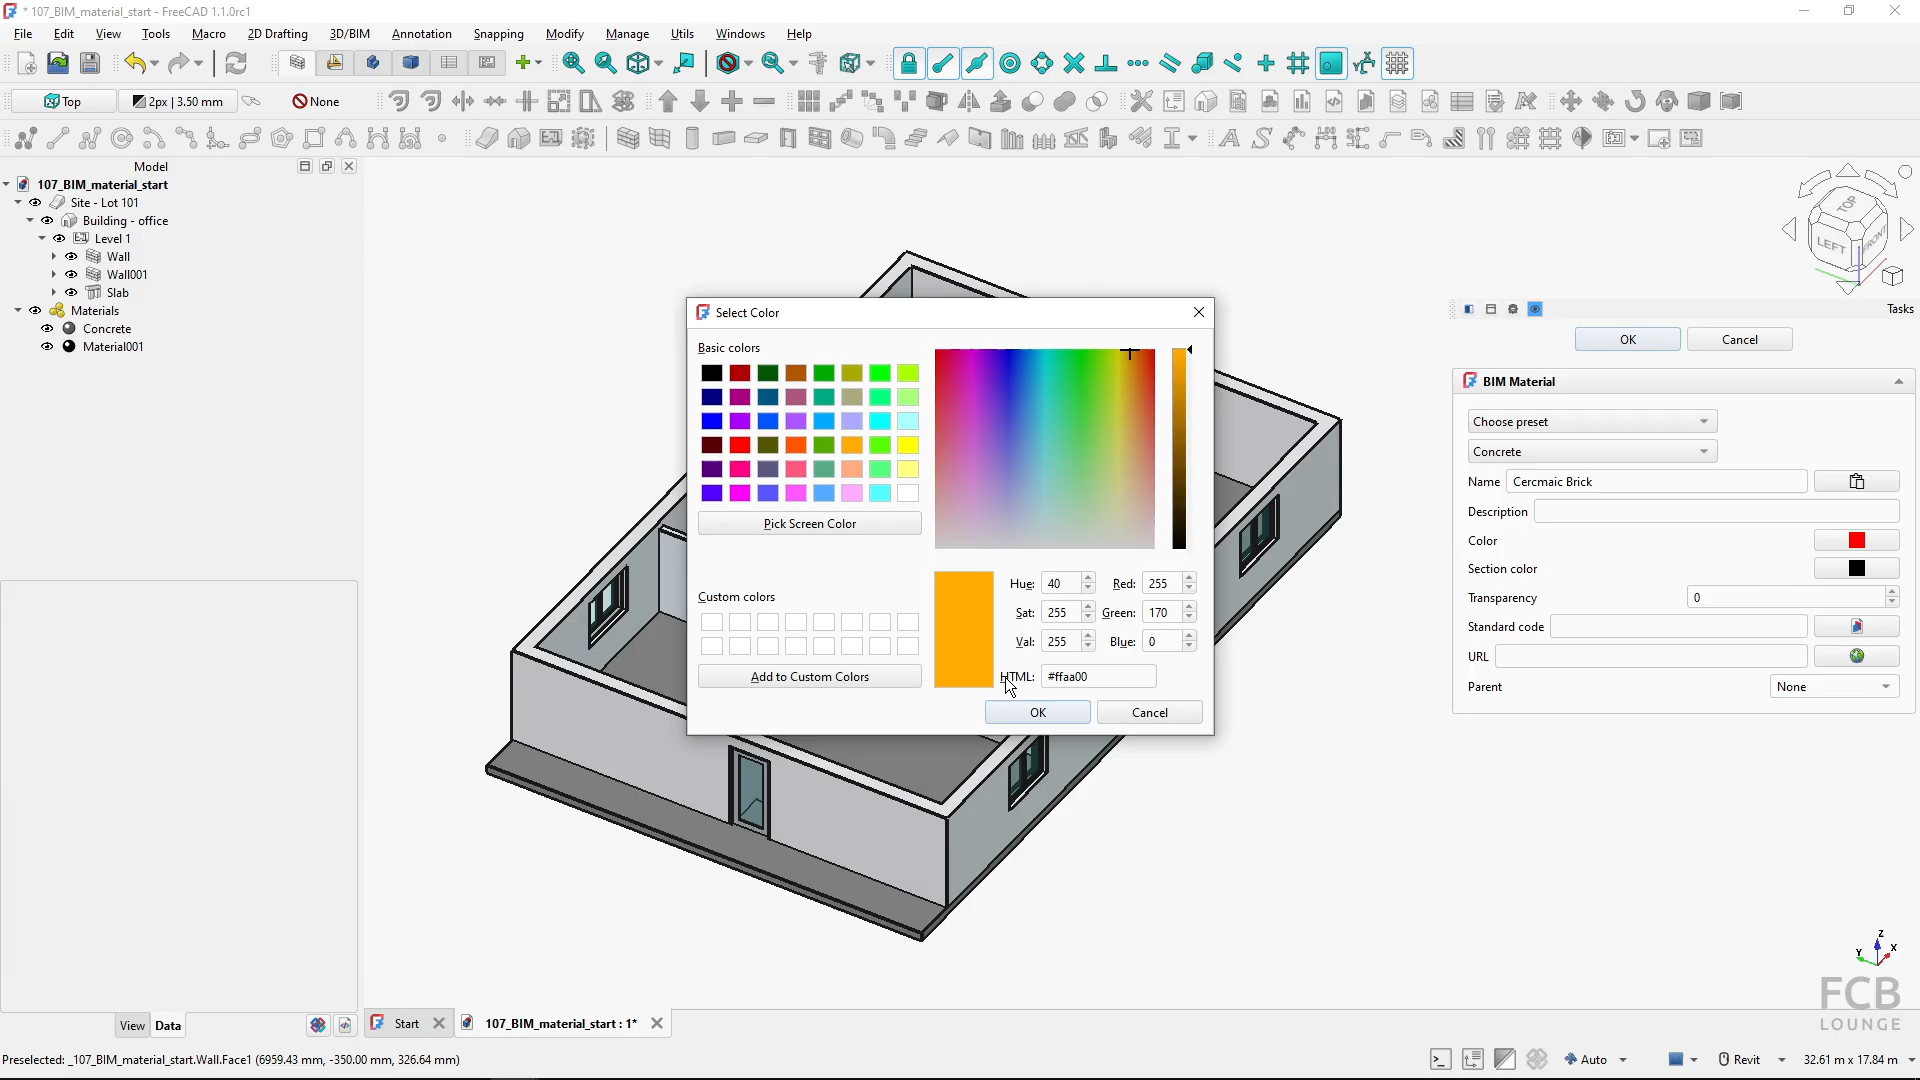 * 107_BIM_material_start - FreeCAD 1.1.0rc1
File Edit View Tools Macro 2D Drafting 3D/BIM Annotation Snapping Modify Manage Utils Windows Help
Top 2px | 3.50 mm None
Model
107_BIM_material_start
Site - Lot 101
Building - office
Level 1
Wall
Wall001
Slab
Materials
Concrete
Material001
View Data
Select Color
Basic colors
Pick Screen Color
Custom colors
Add to Custom Colors
Hue: 40 Red: 255
Sat: 255 Green: 170
Val: 255 Blue: 0
HTML: #ffaa00
OK Cancel
TOP
LEFT FRONT
Tasks
OK Cancel
BIM Material
Choose preset
Concrete
Name Cercmaic Brick
Description
Color
Section color
Transparency 0
Standard code
URL
Parent None
Z
Y X
FCB
LOUNGE
Start 107_BIM_material_start : 1*
Preselected: _107_BIM_material_start.Wall.Face1 (6959.43 mm, -350.00 mm, 326.64 mm)
Auto Revit 32.61 m x 17.84 m